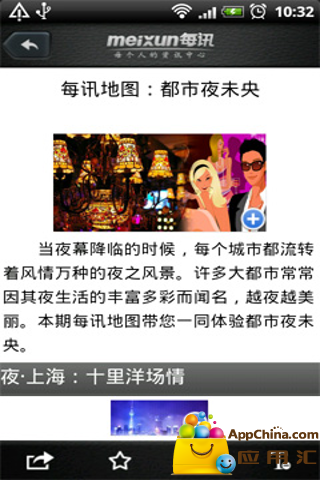 10:32
meixun每讯
每个人的资讯中心
每讯地图：都市夜未央
当夜幕降临的时候，每个城市都流转
着风情万种的夜之风景。许多大都市常常
因其夜生活的丰富多彩而闻名，越夜越美
丽。本期每讯地图带您一同体验都市夜未
央。
夜·上海：十里洋场情
AppChina.com
应用汇